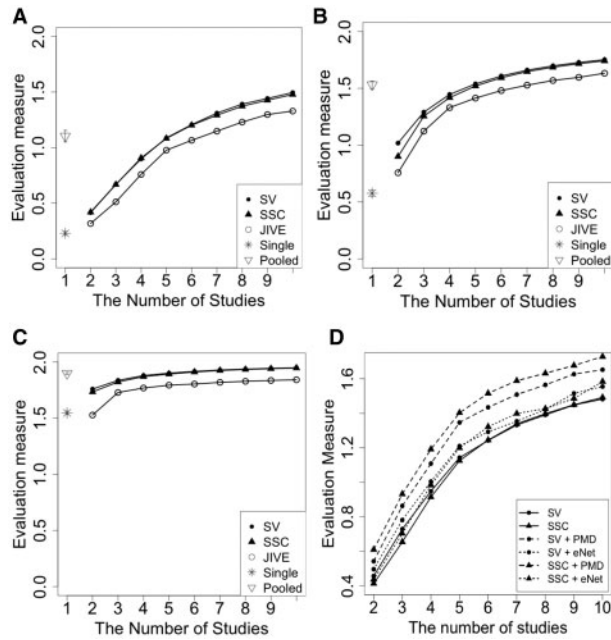 A
Evaluation measure
2.0
1.5
1.0
0.5
0.0
SV
SSC
JIVE
Single
Pooled
1 2 3 4 5 6 7 8 9
The Number of Studies
B
Evaluation measure
2.0
1.5
1.0
0.5
0.0
SV
SSC
JIVE
Single
Pooled
1 2 3 4 5 6 7 8 9
The Number of Studies
C
Evaluation measure
2.0
1.5
1.0
0.5
0.0
SV
SSC
JIVE
Single
Pooled
1 2 3 4 5 6 7 8 9
The Number of Studies
D
Evaluation Measure
1.6
1.2
0.8
0.4
SV
SSC
SV + PMD
SV + eNet
SSC + PMD
SSC + eNet
2 3 4 5 6 7 8 9 10
The number of studies